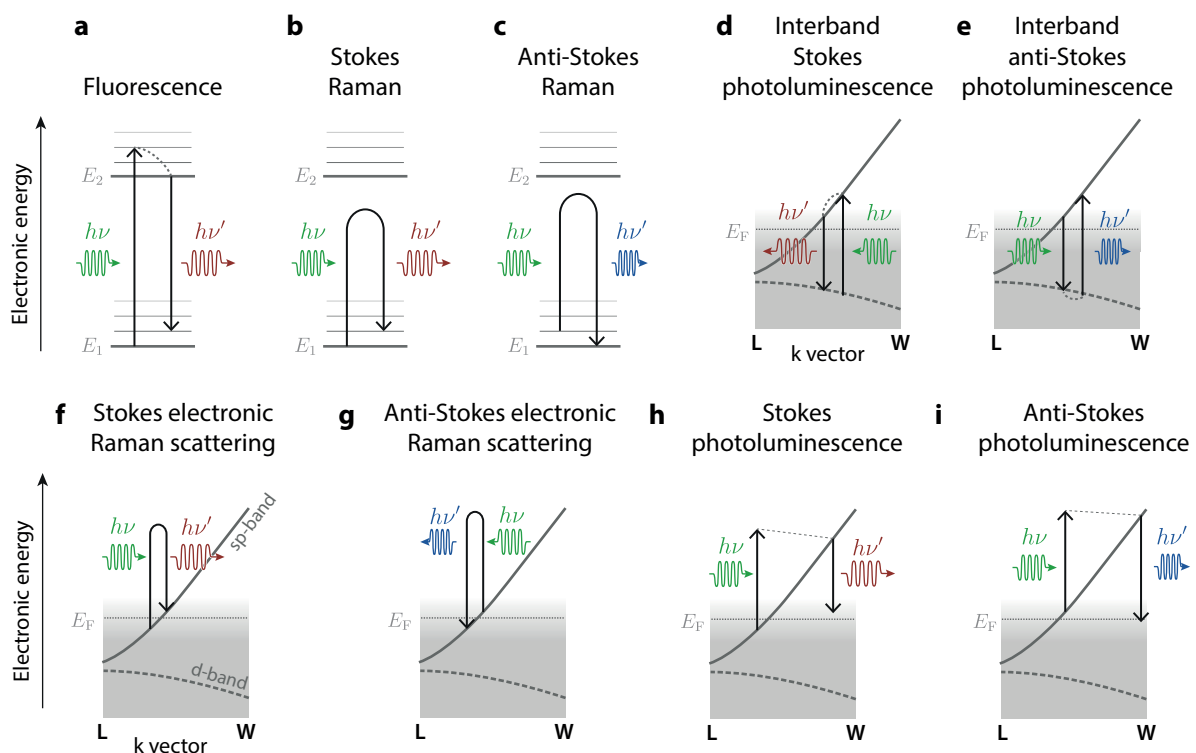 a
Fluorescence
Electronic energy
E2
E1
hν
hν′
b
Stokes
Raman
E2
E1
hν
hν′
c
Anti-Stokes
Raman
E2
E1
hν
hν′
d
Interband
Stokes
photoluminescence
EF
hν′
hν
L
W
k vector
e
Interband
anti-Stokes
photoluminescence
EF
hν
hν′
L
W
f
Stokes electronic
Raman scattering
Electronic energy
hν
hν′
sp-band
EF
d-band
L
W
k vector
g
Anti-Stokes electronic
Raman scattering
hν′
hν
EF
L
W
h
Stokes
photoluminescence
hν
hν′
EF
L
W
i
Anti-Stokes
photoluminescence
hν
hν′
EF
L
W